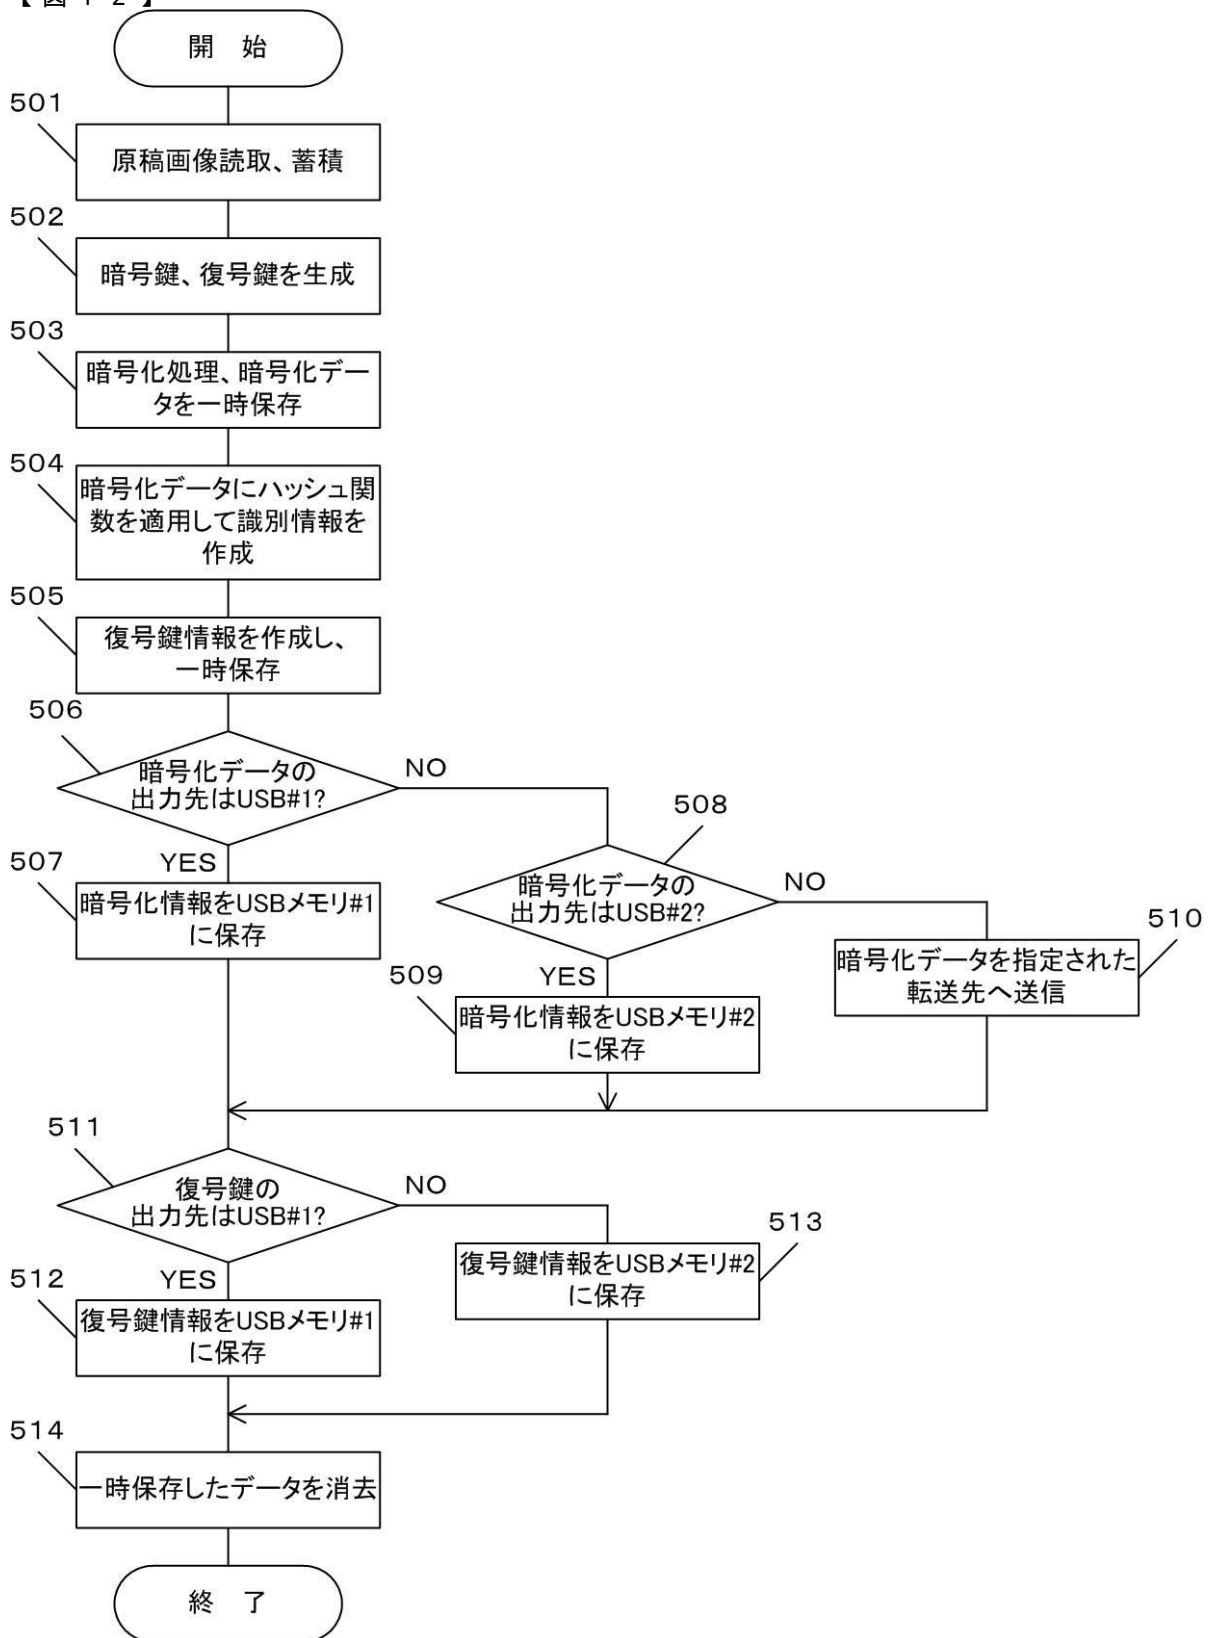 【図12】
開 始
501
原稿画像読取、蓄積
502
暗号鍵、復号鍵を生成
503
暗号化処理、暗号化デー
タを一時保存
504
暗号化データにハッシュ関
数を適用して識別情報を
作成
505
復号鍵情報を作成し、
一時保存
506
暗号化データの
出力先はUSB#1?
NO
YES
507
暗号化情報をUSBメモリ#1
に保存
508
暗号化データの
出力先はUSB#2?
NO
YES
509
暗号化情報をUSBメモリ#2
に保存
510
暗号化データを指定された
転送先へ送信
511
復号鍵の
出力先はUSB#1?
NO
YES
512
復号鍵情報をUSBメモリ#1
に保存
513
復号鍵情報をUSBメモリ#2
に保存
514
一時保存したデータを消去
終 了